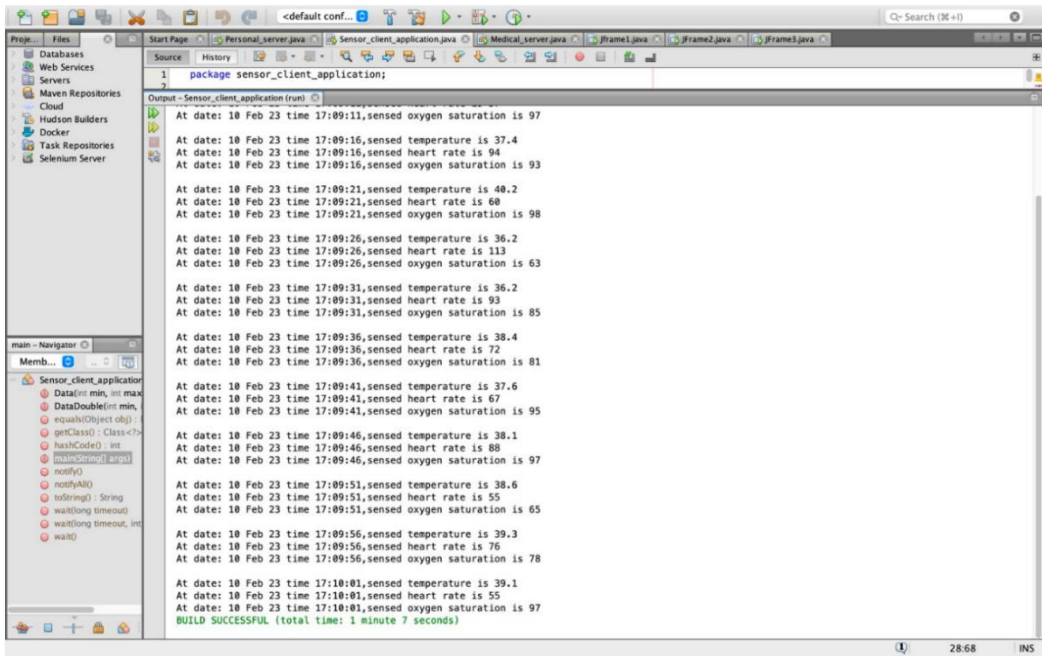 <default conf...
Search (⌘+I)
Proje...
Files
Databases
Web Services
Servers
Maven Repositories
Cloud
Hudson Builders
Docker
Task Repositories
Selenium Server
Start Page
Personal_server.java
Sensor_client_application.java
Medical_server.java
JFrame1.java
JFrame2.java
JFrame3.java
Source
History
1 package sensor_client_application;
2
Output - Sensor_client_application (run)
At date: 10 Feb 23 time 17:09:11,sensed oxygen saturation is 97
At date: 10 Feb 23 time 17:09:16,sensed temperature is 37.4
At date: 10 Feb 23 time 17:09:16,sensed heart rate is 94
At date: 10 Feb 23 time 17:09:16,sensed oxygen saturation is 93
At date: 10 Feb 23 time 17:09:21,sensed temperature is 40.2
At date: 10 Feb 23 time 17:09:21,sensed heart rate is 60
At date: 10 Feb 23 time 17:09:21,sensed oxygen saturation is 98
At date: 10 Feb 23 time 17:09:26,sensed temperature is 36.2
At date: 10 Feb 23 time 17:09:26,sensed heart rate is 113
At date: 10 Feb 23 time 17:09:26,sensed oxygen saturation is 63
At date: 10 Feb 23 time 17:09:31,sensed temperature is 36.2
At date: 10 Feb 23 time 17:09:31,sensed heart rate is 93
At date: 10 Feb 23 time 17:09:31,sensed oxygen saturation is 85
At date: 10 Feb 23 time 17:09:36,sensed temperature is 38.4
At date: 10 Feb 23 time 17:09:36,sensed heart rate is 72
At date: 10 Feb 23 time 17:09:36,sensed oxygen saturation is 81
At date: 10 Feb 23 time 17:09:41,sensed temperature is 37.6
At date: 10 Feb 23 time 17:09:41,sensed heart rate is 67
At date: 10 Feb 23 time 17:09:41,sensed oxygen saturation is 95
At date: 10 Feb 23 time 17:09:46,sensed temperature is 38.1
At date: 10 Feb 23 time 17:09:46,sensed heart rate is 88
At date: 10 Feb 23 time 17:09:46,sensed oxygen saturation is 97
At date: 10 Feb 23 time 17:09:51,sensed temperature is 38.6
At date: 10 Feb 23 time 17:09:51,sensed heart rate is 55
At date: 10 Feb 23 time 17:09:51,sensed oxygen saturation is 65
At date: 10 Feb 23 time 17:09:56,sensed temperature is 39.3
At date: 10 Feb 23 time 17:09:56,sensed heart rate is 76
At date: 10 Feb 23 time 17:09:56,sensed oxygen saturation is 78
At date: 10 Feb 23 time 17:10:01,sensed temperature is 39.1
At date: 10 Feb 23 time 17:10:01,sensed heart rate is 55
At date: 10 Feb 23 time 17:10:01,sensed oxygen saturation is 97
BUILD SUCCESSFUL (total time: 1 minute 7 seconds)
main - Navigator
Memb...
Sensor_client_application
Data(int min, int max
DataDouble(int min,
equals(Object obj) :
getClass() : Class<?>
hashCode() : int
main(String[] args)
notify()
notifyAll()
toString() : String
wait(long timeout)
wait(long timeout, int
wait()
28:68
INS